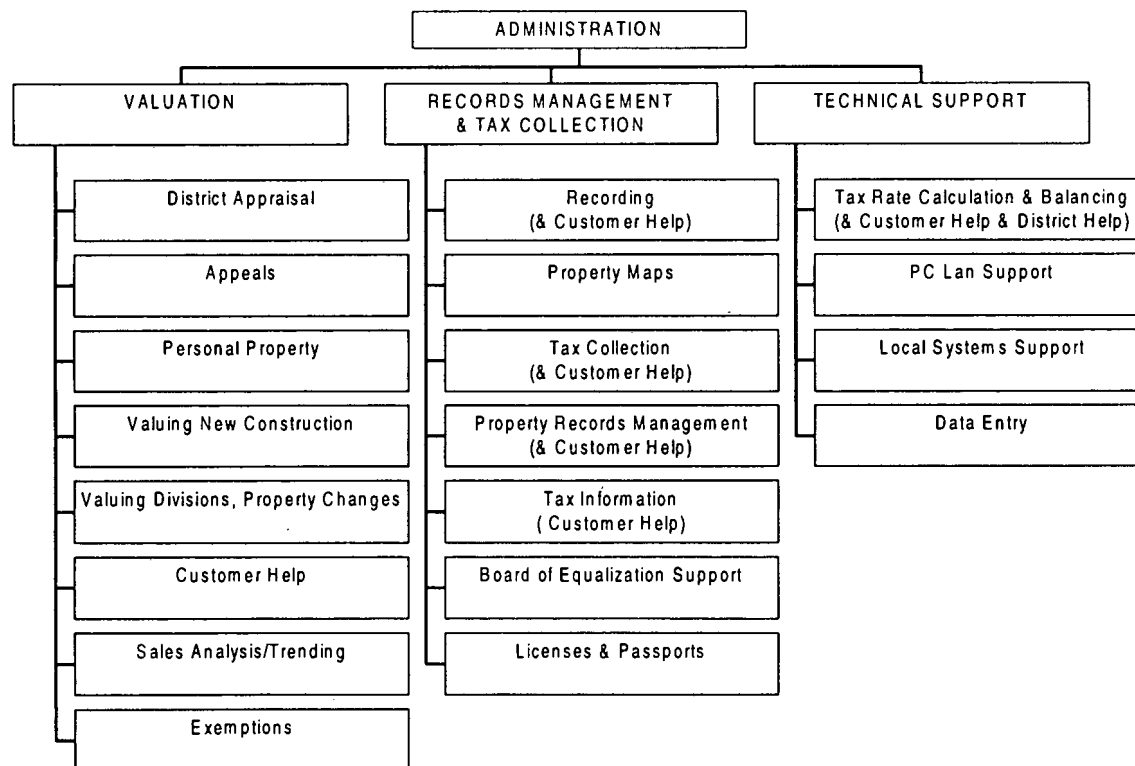 ADMINISTRATION
VALUATION
RECORDS MANAGEMENT
& TAX COLLECTION
TECHNICAL SUPPORT
District Appraisal
Appeals
Personal Property
Valuing New Construction
Valuing Divisions, Property Changes
Customer Help
Sales Analysis/Trending
Exemptions
Recording
(& Customer Help)
Property Maps
Tax Collection
(& Customer Help)
Property Records Management
(& Customer Help)
Tax Information
( Customer Help)
Board of Equalization Support
Licenses & Passports
Tax Rate Calculation & Balancing
(& Customer Help & District Help)
PC Lan Support
Local Systems Support
Data Entry